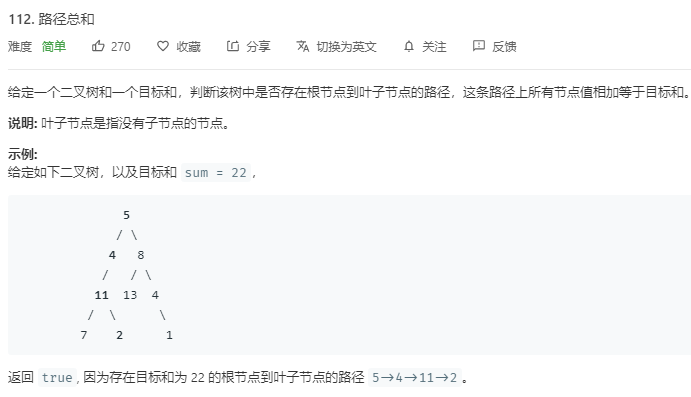 112. 路径总和
难度 简单 270 收藏 分享 切换为英文 关注 反馈
给定一个二叉树和一个目标和，判断该树中是否存在根节点到叶子节点的路径，这条路径上所有节点值相加等于目标和。
说明: 叶子节点是指没有子节点的节点。
示例:
给定如下二叉树，以及目标和 sum = 22，
5
/ \
4 8
/ / \
11 13 4
/ \ \
7 2 1
返回 true, 因为存在目标和为 22 的根节点到叶子节点的路径 5->4->11->2。